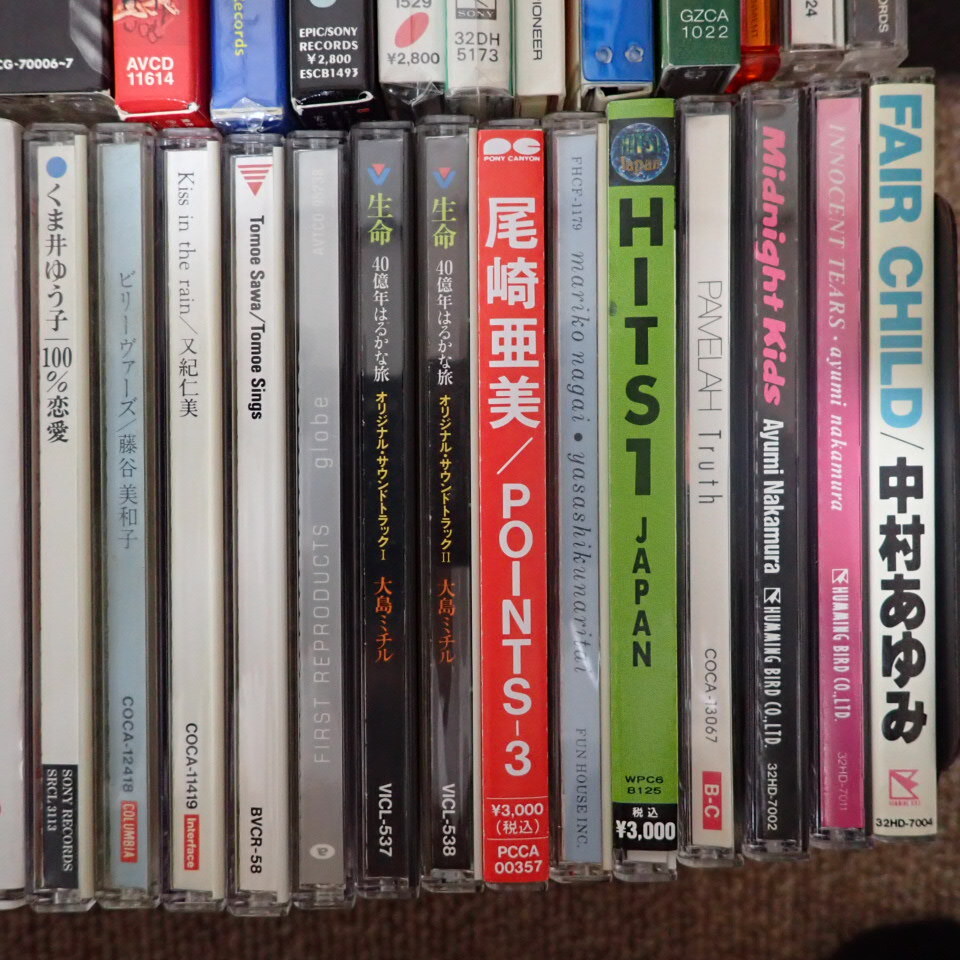 CG-70006~7
AVCD
11614
Records
EPIC/SONY
RECORDS
¥2,800
ESCB1493
1529
¥2,800
SONY
32DH
5173
PIONEER
GZCA
1022
24
CORDS
くま井ゆう子/100%恋愛
SONY RECORDS
SRCL 3113
ビリーヴァーズ/藤谷美和子
COCA-12418
COLUMBIA
Kiss in the rain/又紀仁美
COCA-11419
Interface
Tomoe Sawa/Tomoe Sings
BVCR-58
FIRST REPRODUCTS globe
a
生命 40億年はるかな旅 オリジナル・サウンドトラックI 大島ミチル
VICL-537
生命 40億年はるかな旅 オリジナル・サウンドトラックII 大島ミチル
VICL-538
PONY CANYON
尾崎亜美/POINTS-3
¥3,000
(税込)
PCCA
00357
FHCF-1179
mariko nagai • yasashikunaritai
FUN HOUSE INC.
HITS1
Japan
HITS1 JAPAN
WPC6
8125
税込
¥3,000
PAMELAH Truth
COCA-13067
B-C
Midnight Kids Ayumi Nakamura
HUMMING BIRD CO.,LTD.
32HD-7002
INNOCENT TEARS・ayumi nakamura
HUMMING BIRD CO.,LTD.
32HD-7011
FAIR CHILD/中村あゆみ
32HD-7004